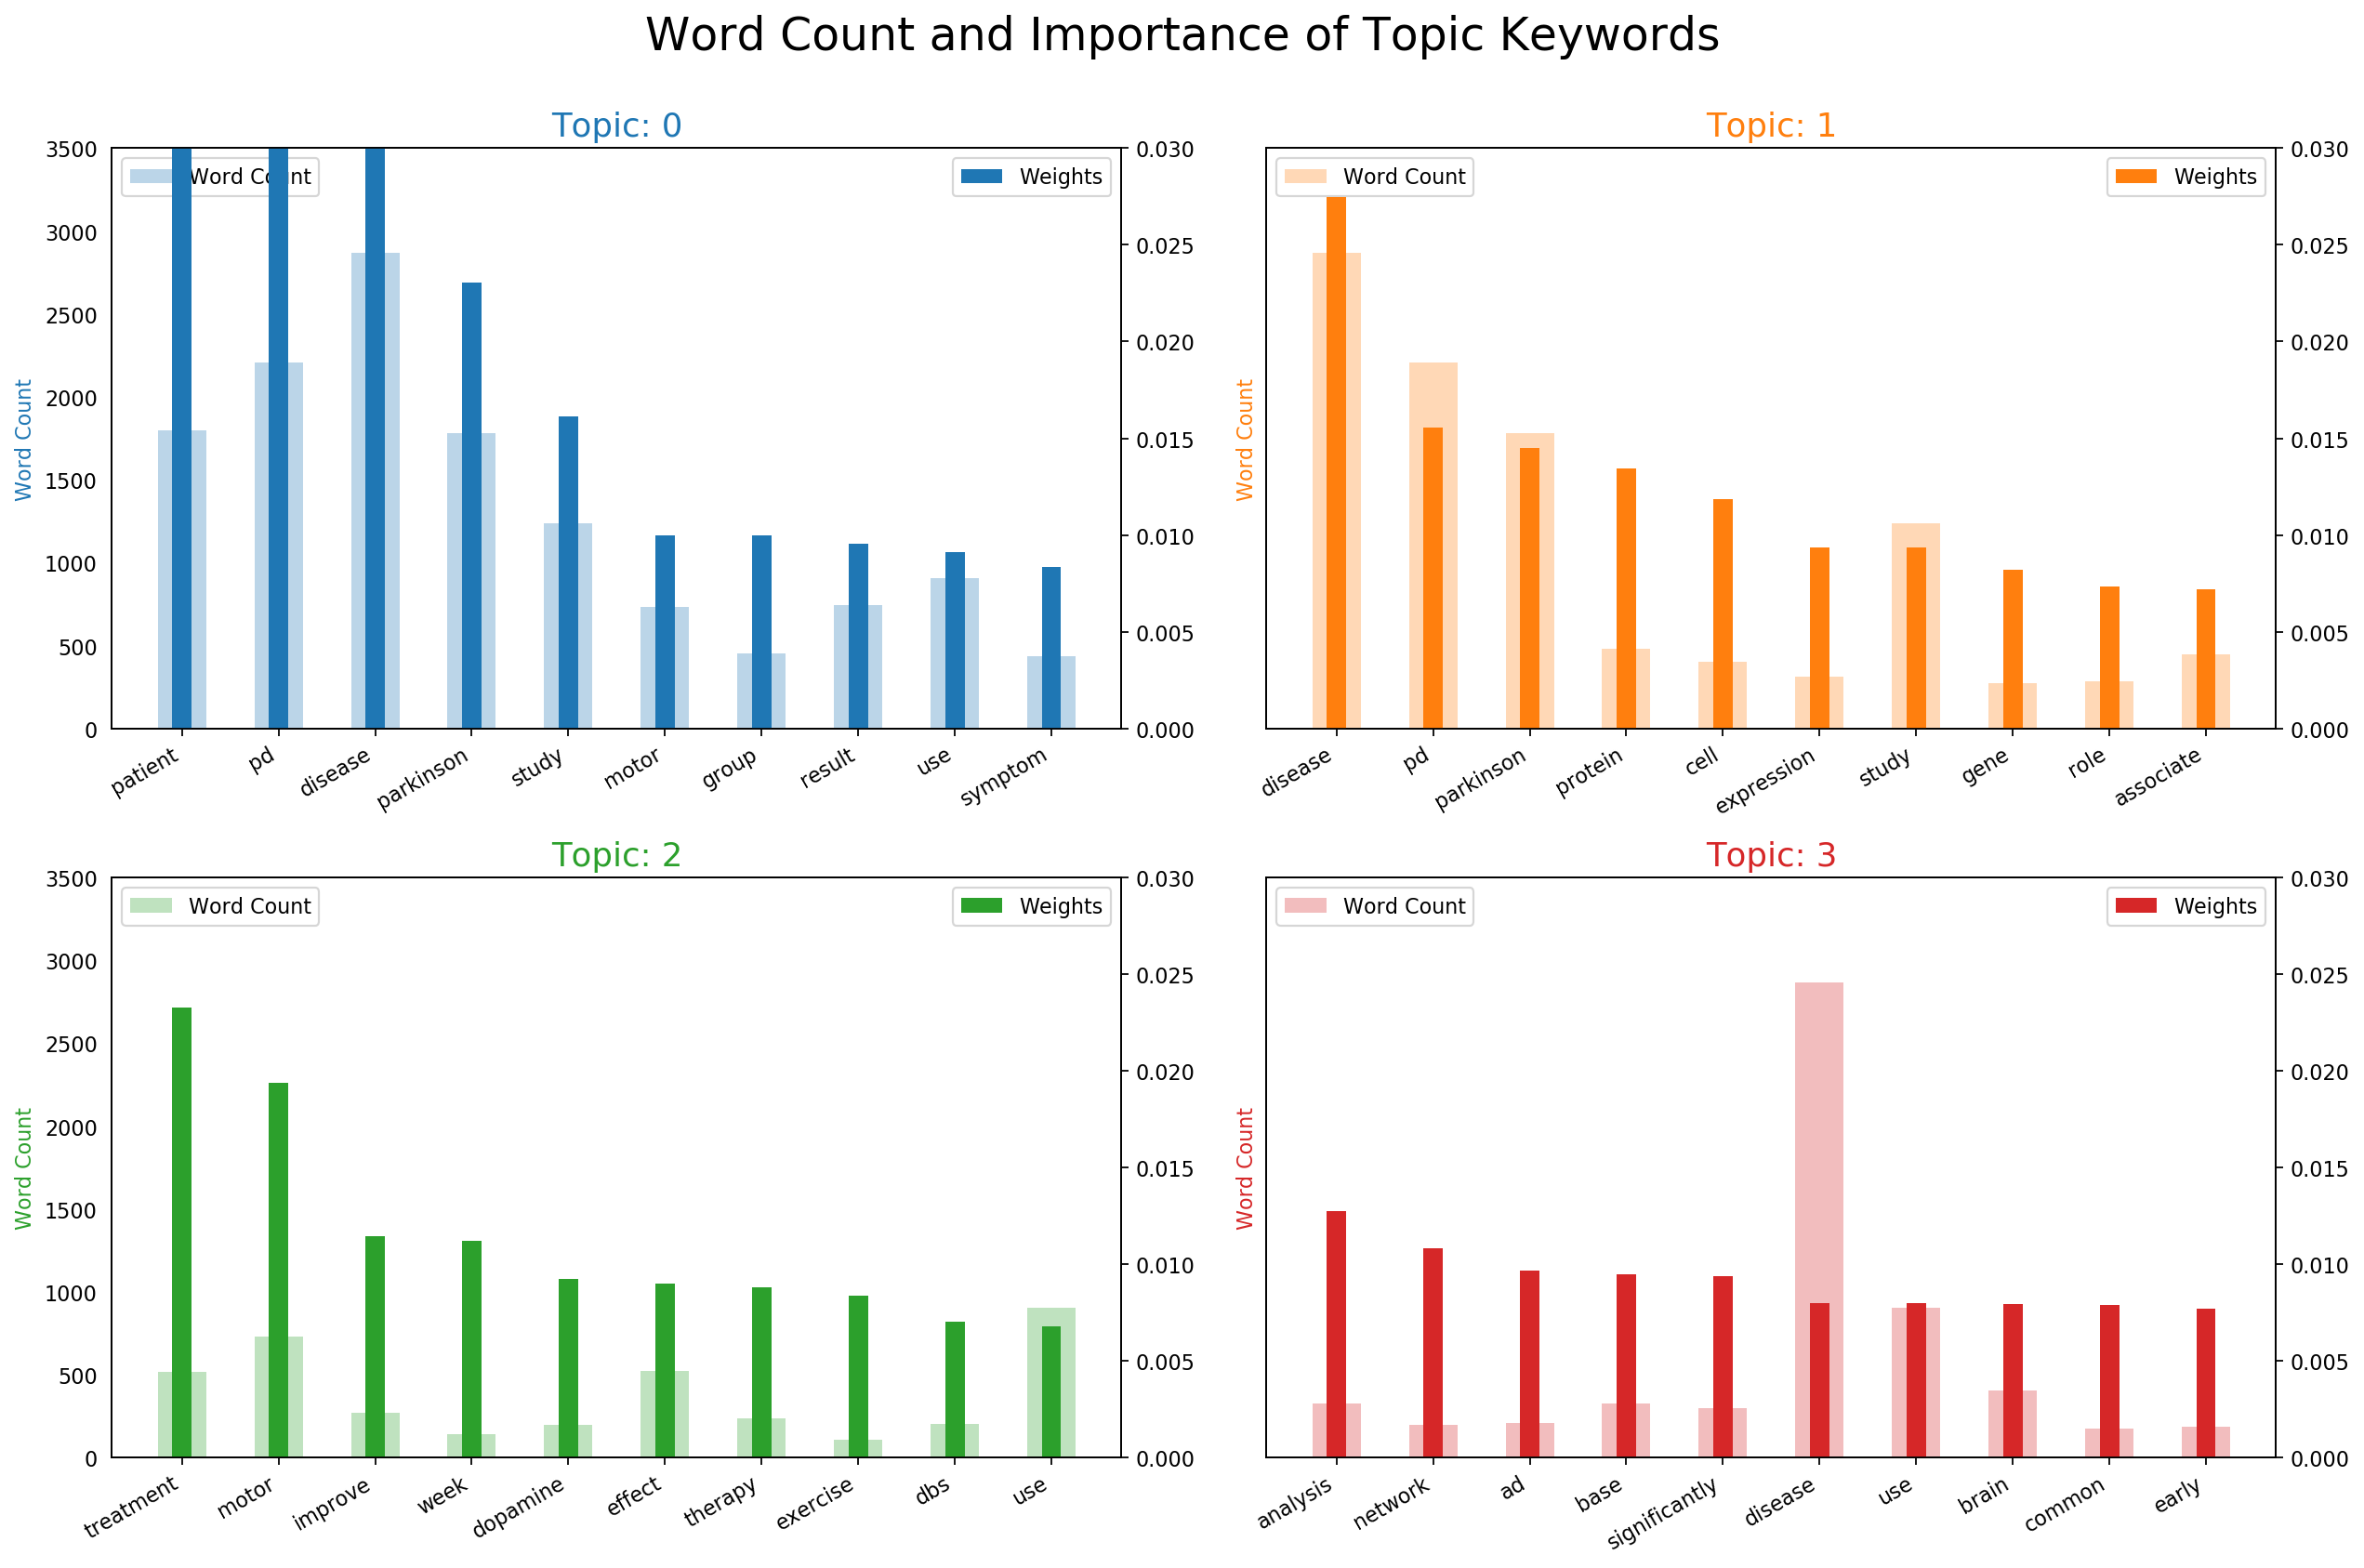 Word Count and Importance of Topic Keywords
Topic: 0
Word Count
Weights
Word Count
3500
3000
2500
2000
1500
1000
500
0
0.030
0.025
0.020
0.015
0.010
0.005
0.000
patient
pd
disease
parkinson
study
motor
group
result
use
symptom
Topic: 1
Word Count
Weights
Word Count
0.030
0.025
0.020
0.015
0.010
0.005
0.000
disease
pd
parkinson
protein
cell
expression
study
gene
role
associate
Topic: 2
Word Count
Weights
Word Count
3500
3000
2500
2000
1500
1000
500
0
0.030
0.025
0.020
0.015
0.010
0.005
0.000
treatment
motor
improve
week
dopamine
effect
therapy
exercise
dbs
use
Topic: 3
Word Count
Weights
Word Count
0.030
0.025
0.020
0.015
0.010
0.005
0.000
analysis
network
ad
base
significantly
disease
use
brain
common
early